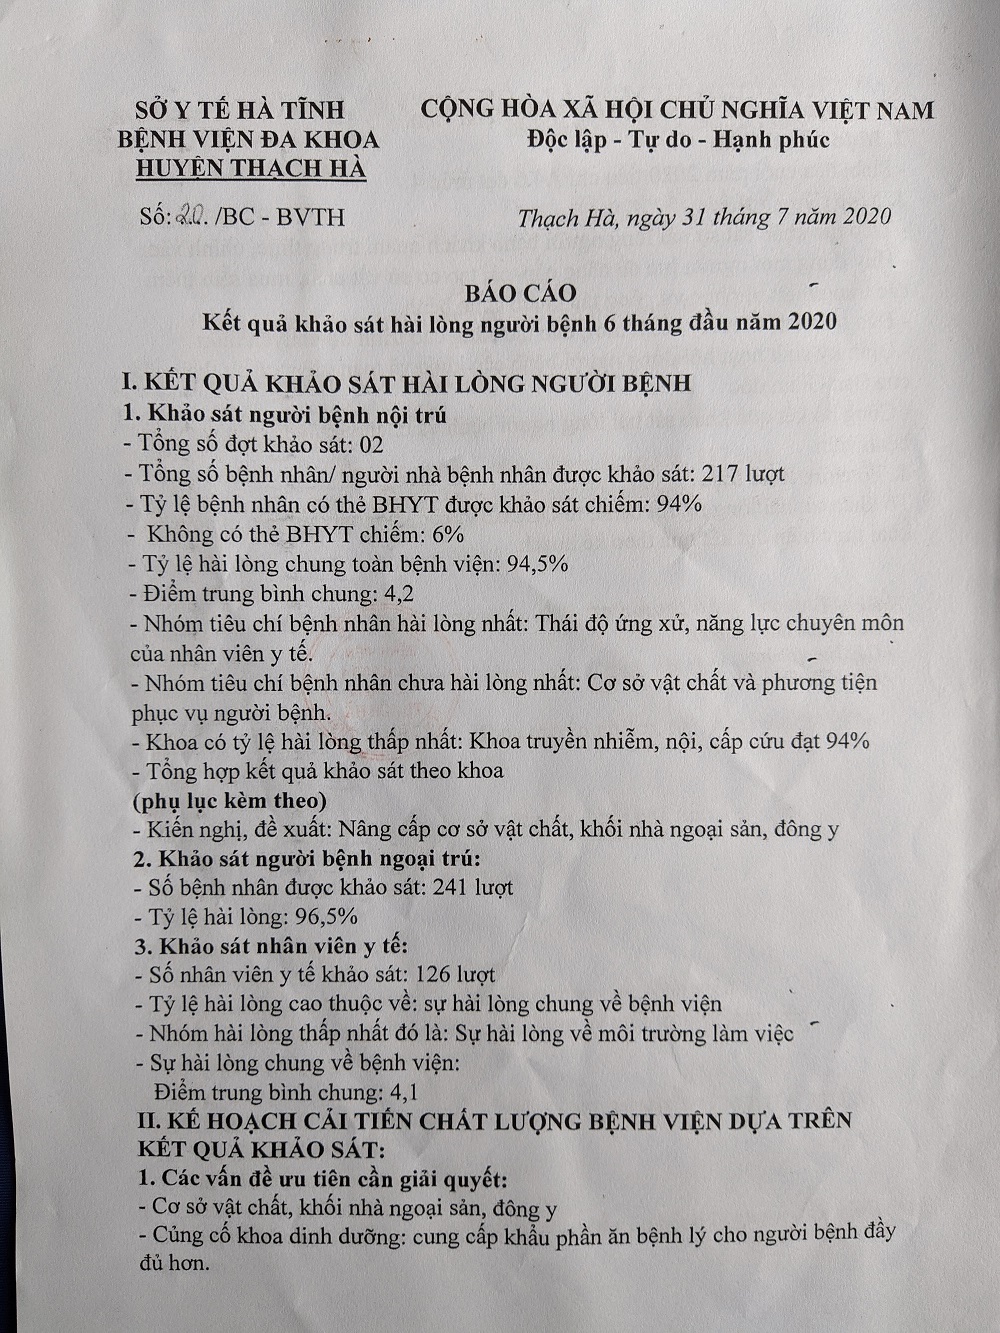 SỞ Y TẾ HÀ TĨNH
BỆNH VIỆN ĐA KHOA
HUYỆN THẠCH HÀ
CỘNG HÒA XÃ HỘI CHỦ NGHĨA VIỆT NAM
Độc lập - Tự do - Hạnh phúc
Số: 20. /BC - BVTH
Thạch Hà, ngày 31 tháng 7 năm 2020
BÁO CÁO
Kết quả khảo sát hài lòng người bệnh 6 tháng đầu năm 2020
I. KẾT QUẢ KHẢO SÁT HÀI LÒNG NGƯỜI BỆNH
1. Khảo sát người bệnh nội trú
- Tổng số đợt khảo sát: 02
- Tổng số bệnh nhân/ người nhà bệnh nhân được khảo sát: 217 lượt
- Tỷ lệ bệnh nhân có thẻ BHYT được khảo sát chiếm: 94%
- Không có thẻ BHYT chiếm: 6%
- Tỷ lệ hài lòng chung toàn bệnh viện: 94,5%
- Điểm trung bình chung: 4,2
- Nhóm tiêu chí bệnh nhân hài lòng nhất: Thái độ ứng xử, năng lực chuyên môn
của nhân viên y tế.
- Nhóm tiêu chí bệnh nhân chưa hài lòng nhất: Cơ sở vật chất và phương tiện
phục vụ người bệnh.
- Khoa có tỷ lệ hài lòng thấp nhất: Khoa truyền nhiễm, nội, cấp cứu đạt 94%
- Tổng hợp kết quả khảo sát theo khoa
(phụ lục kèm theo)
- Kiến nghị, đề xuất: Nâng cấp cơ sở vật chất, khối nhà ngoại sản, đông y
2. Khảo sát người bệnh ngoại trú:
- Số bệnh nhân được khảo sát: 241 lượt
- Tỷ lệ hài lòng: 96,5%
3. Khảo sát nhân viên y tế:
- Số nhân viên y tế khảo sát: 126 lượt
- Tỷ lệ hài lòng cao thuộc về: sự hài lòng chung về bệnh viện
- Nhóm hài lòng thấp nhất đó là: Sự hài lòng về môi trường làm việc
- Sự hài lòng chung về bệnh viện:
Điểm trung bình chung: 4,1
II. KẾ HOẠCH CẢI TIẾN CHẤT LƯỢNG BỆNH VIỆN DỰA TRÊN
KẾT QUẢ KHẢO SÁT:
1. Các vấn đề ưu tiên cần giải quyết:
- Cơ sở vật chất, khối nhà ngoại sản, đông y
- Củng cố khoa dinh dưỡng: cung cấp khẩu phần ăn bệnh lý cho người bệnh đầy
đủ hơn.